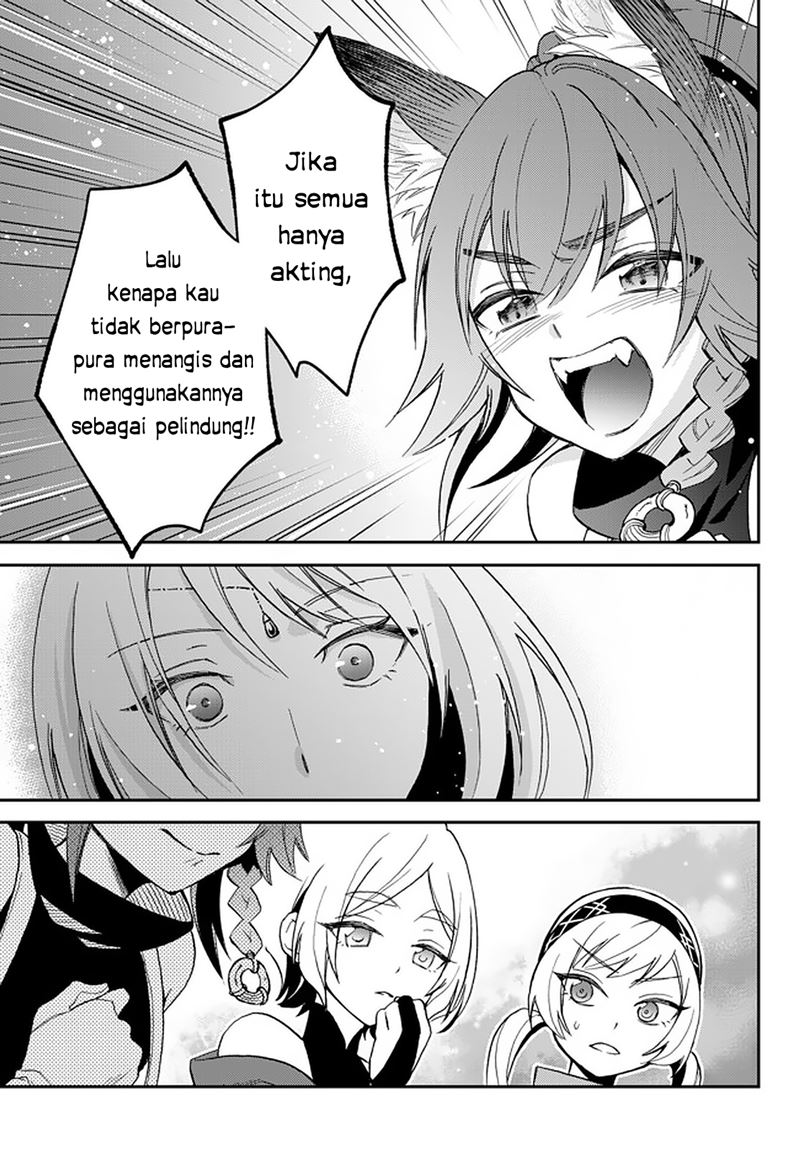 Jika
itu semua
hanya
akting,
Lalu
kenapa kau
tidak berpura-
pura menangis dan
menggunakannya
sebagai pelindung!!